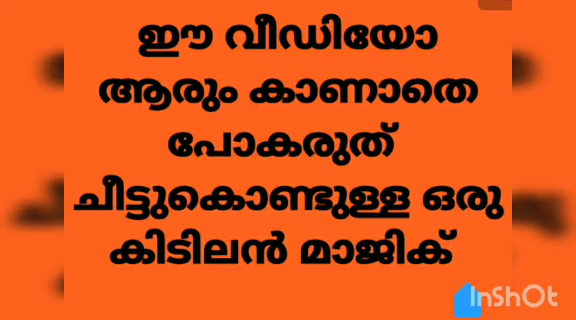 ഈ വീഡിയോ
ആരും കാണാതെ
പോകരുത്
ചീട്ടുകൊണ്ടുള്ള ഒരു
കിടിലൻ മാജിക്
InShOt